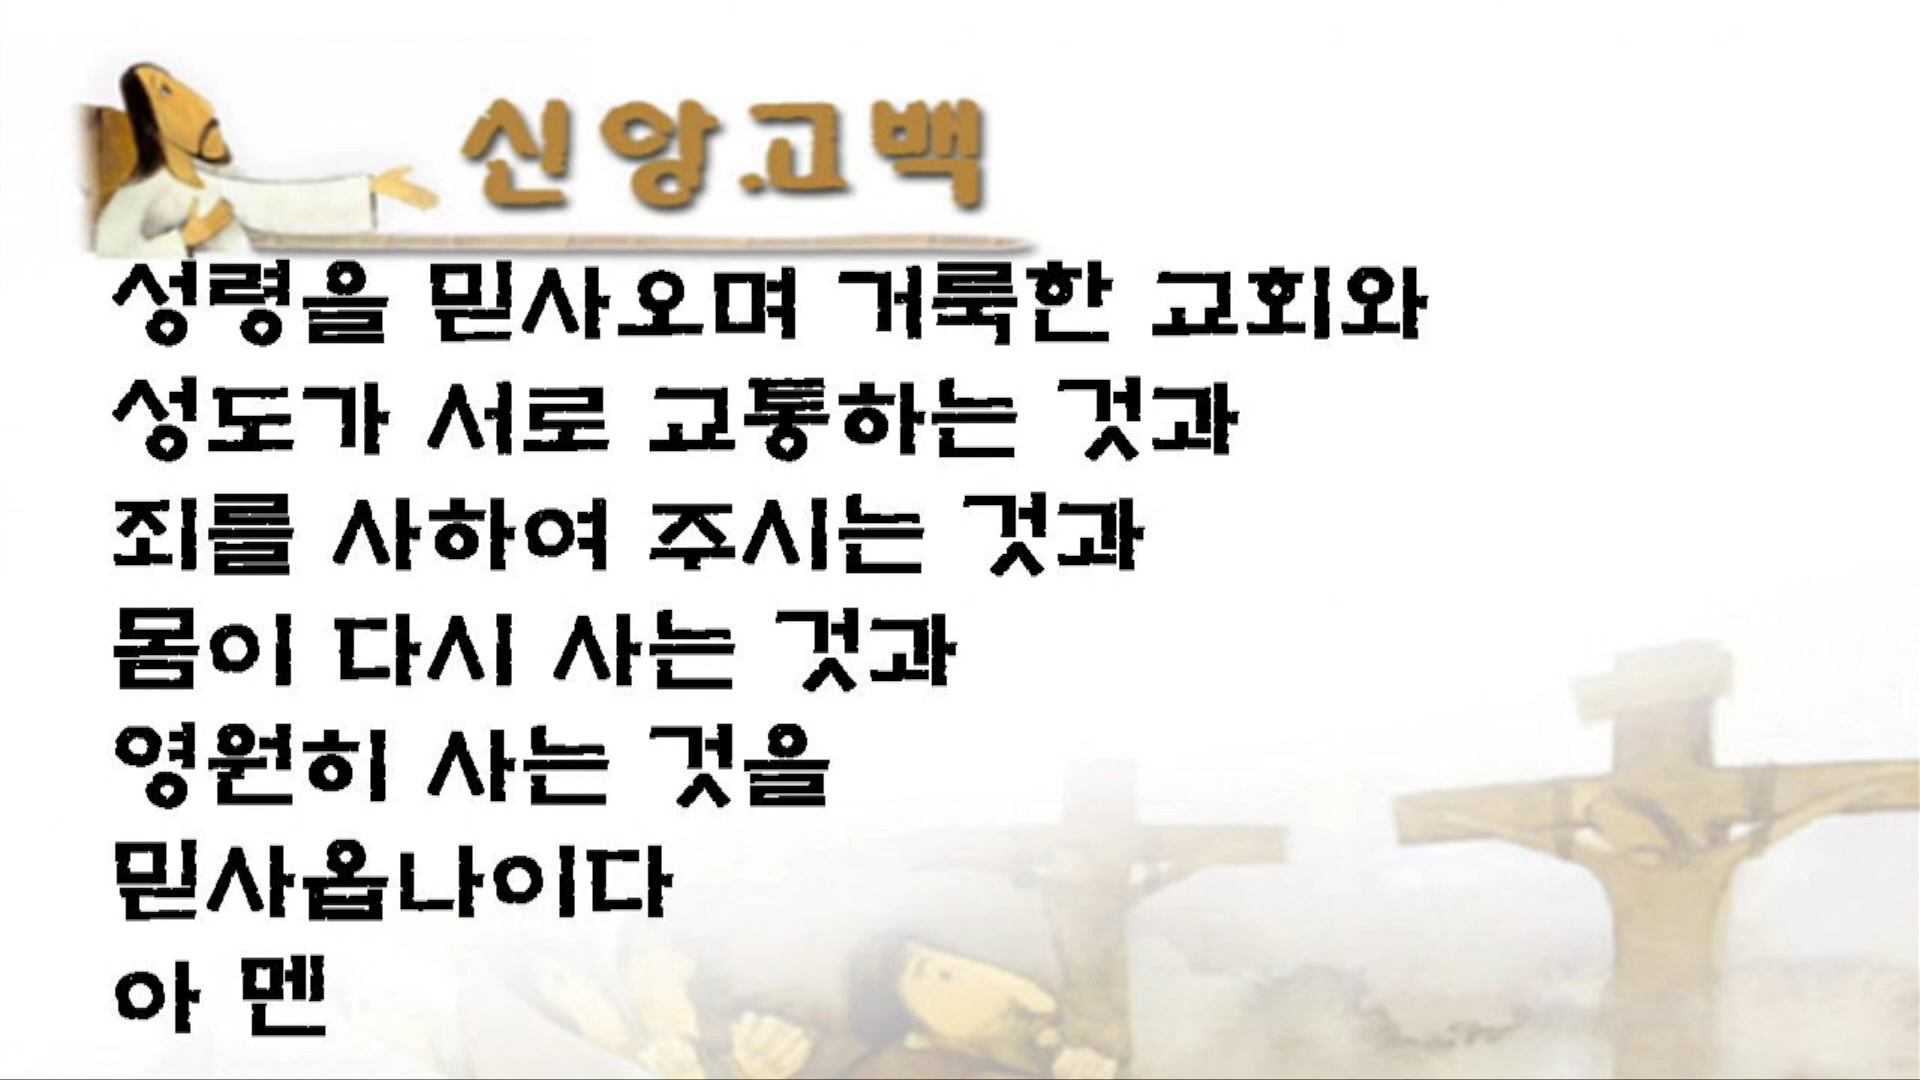 신앙고백
성령을 믿사오며 거룩한 교회와
성도가 서로 교통하는 것과
죄를 사하여 주시는 것과
몸이 다시 사는 것과
영원히 사는 것을
믿사옵나이다
아 멘